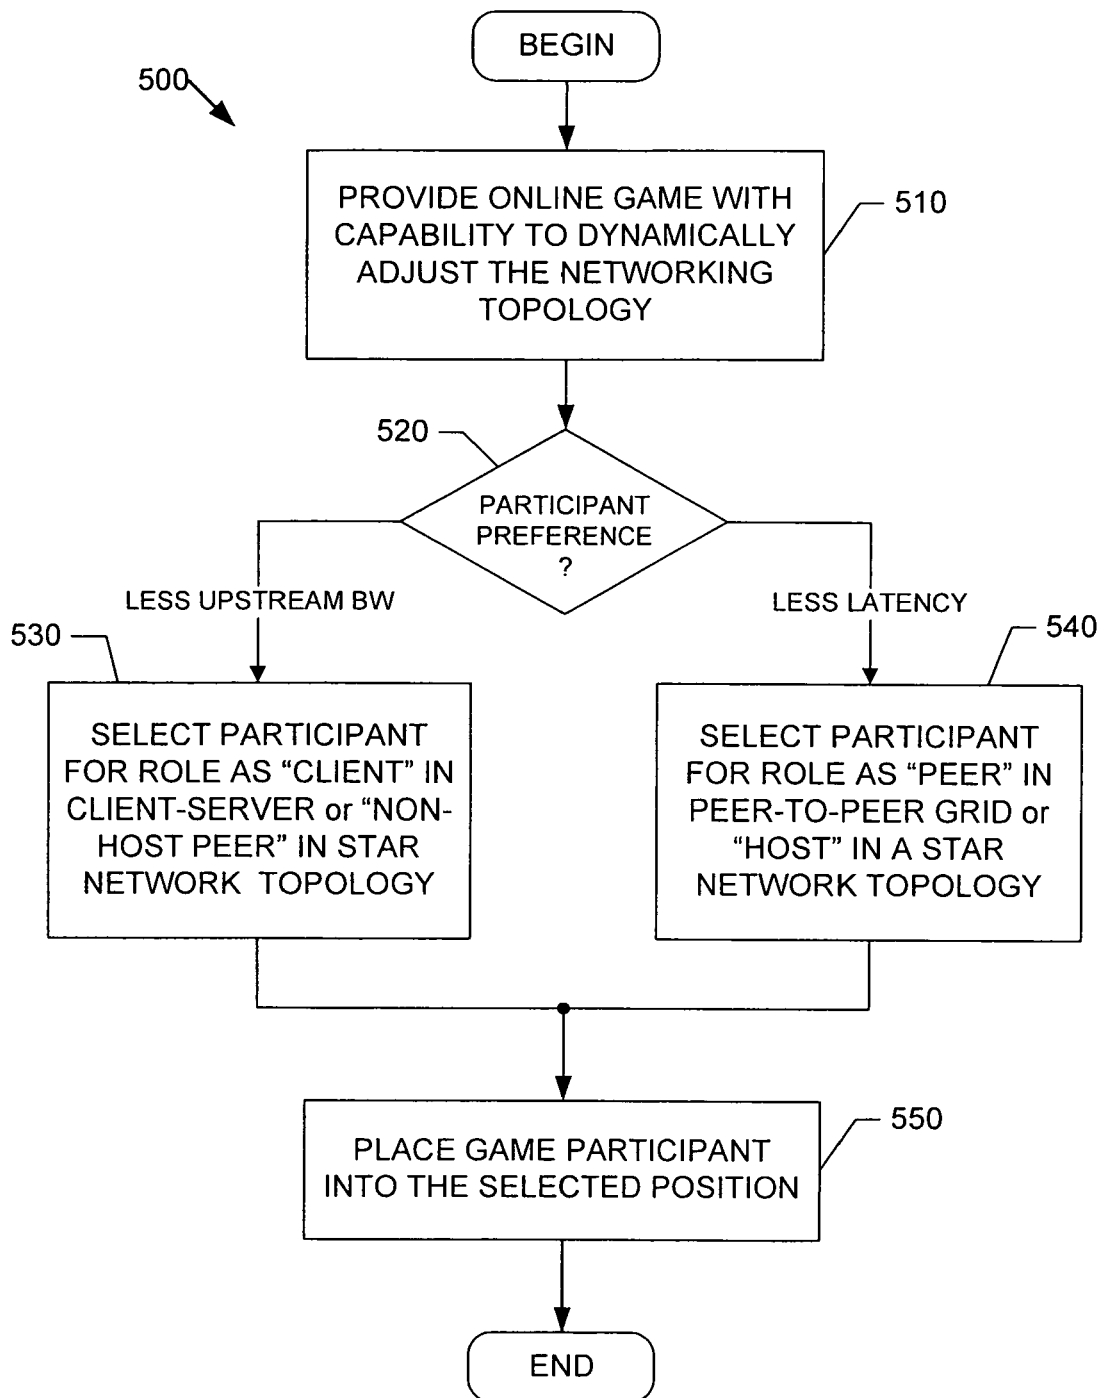 BEGIN
500
PROVIDE ONLINE GAME WITH
CAPABILITY TO DYNAMICALLY
ADJUST THE NETWORKING
TOPOLOGY
510
520
PARTICIPANT
PREFERENCE
?
LESS UPSTREAM BW
LESS LATENCY
530
SELECT PARTICIPANT
FOR ROLE AS “CLIENT” IN
CLIENT-SERVER or “NON-
HOST PEER” IN STAR
NETWORK TOPOLOGY
540
SELECT PARTICIPANT
FOR ROLE AS “PEER” IN
PEER-TO-PEER GRID or
“HOST” IN A STAR
NETWORK TOPOLOGY
550
PLACE GAME PARTICIPANT
INTO THE SELECTED POSITION
END